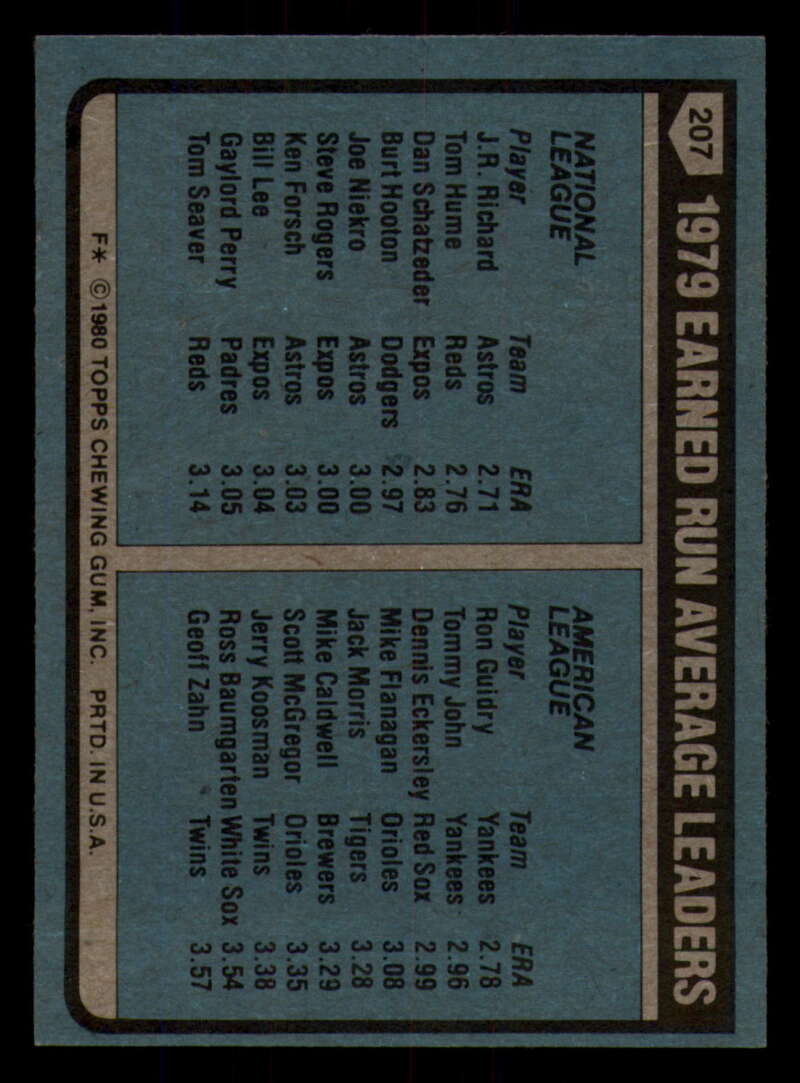 207 1979 EARNED RUN AVERAGE LEADERS
NATIONAL
LEAGUE
Player Team ERA
J.R. Richard Astros 2.71
Tom Hume Reds 2.76
Dan Schatzeder Expos 2.83
Burt Hooton Dodgers 2.97
Joe Niekro Astros 3.00
Steve Rogers Expos 3.00
Ken Forsch Astros 3.03
Bill Lee Expos 3.04
Gaylord Perry Padres 3.05
Tom Seaver Reds 3.14
AMERICAN
LEAGUE
Player Team ERA
Ron Guidry Yankees 2.78
Tommy John Yankees 2.96
Dennis Eckersley Red Sox 2.99
Mike Flanagan Orioles 3.08
Jack Morris Tigers 3.28
Mike Caldwell Brewers 3.29
Scott McGregor Orioles 3.35
Jerry Koosman Twins 3.38
Ross Baumgarten White Sox 3.54
Geoff Zahn Twins 3.57
F* © 1980 TOPPS CHEWING GUM, INC. PRTD. IN U.S.A.